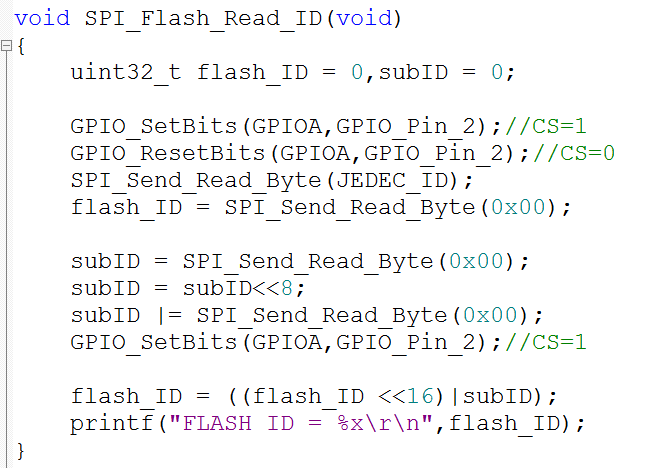 void SPI_Flash_Read_ID(void)
{
uint32_t flash_ID = 0,subID = 0;
GPIO_SetBits(GPIOA,GPIO_Pin_2);//CS=1
GPIO_ResetBits(GPIOA,GPIO_Pin_2);//CS=0
SPI_Send_Read_Byte(JEDEC_ID);
flash_ID = SPI_Send_Read_Byte(0x00);
subID = SPI_Send_Read_Byte(0x00);
subID = subID<<8;
subID |= SPI_Send_Read_Byte(0x00);
GPIO_SetBits(GPIOA,GPIO_Pin_2);//CS=1
flash_ID = ((flash_ID <<16)|subID);
printf("FLASH ID = %x\r\n",flash_ID);
}